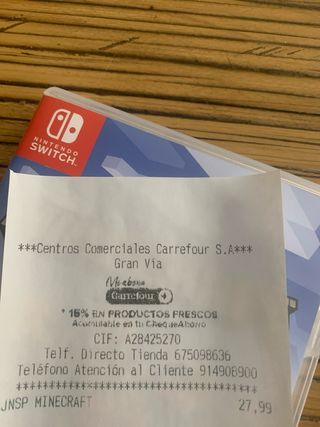 NINTENDO
SWITCH
***Centros Comerciales Carrefour S.A***
Gran Via
Mi abono
Carrefour
* 15% EN PRODUCTOS FRESCOS
Acumulable en tu ChequeAhorro
CIF: A28425270
Telf. Directo Tienda 675098636
Teléfono Atención al Cliente 914908900
****************************************
JNSP MINECRAFT 27,99